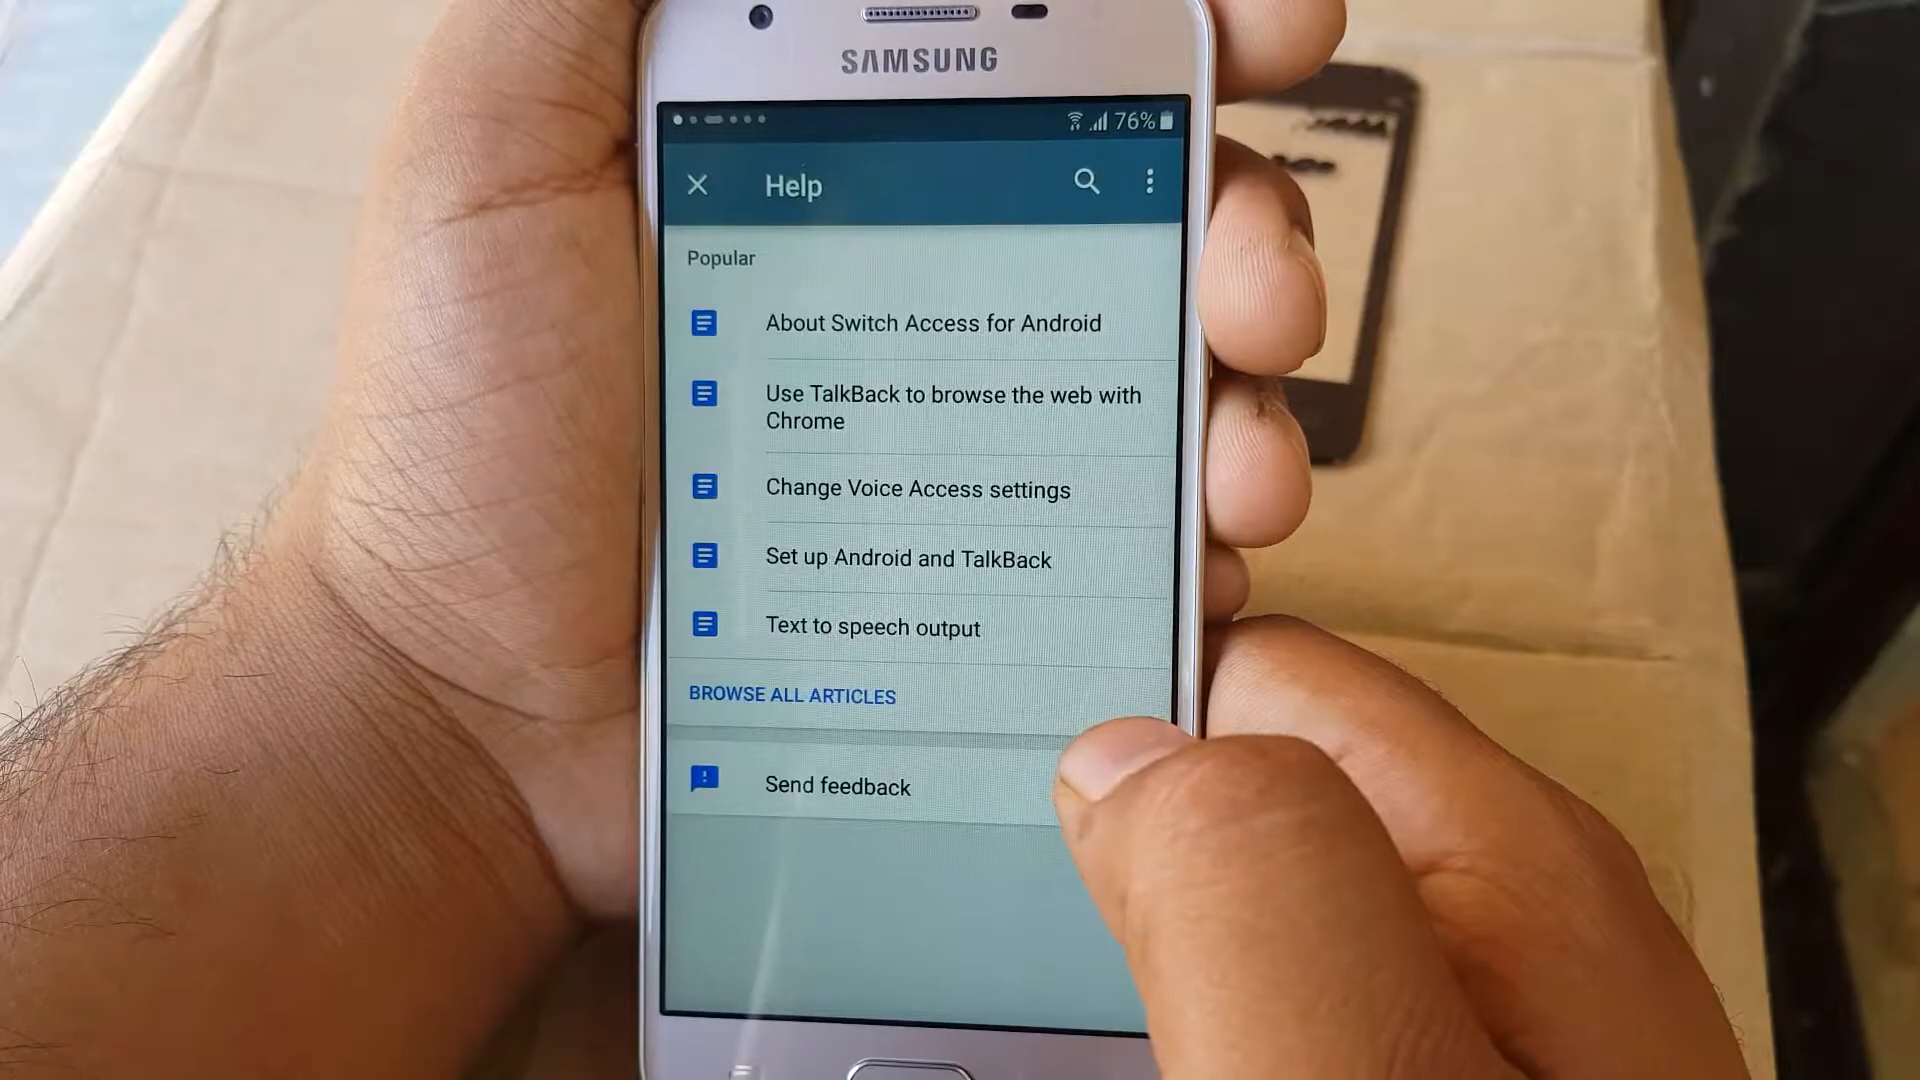 SAMSUNG
76%
Help
Popular
About Switch Access for Android
Use TalkBack to browse the web with
Chrome
Change Voice Access settings
Set up Android and TalkBack
Text to speech output
BROWSE ALL ARTICLES
Send feedback